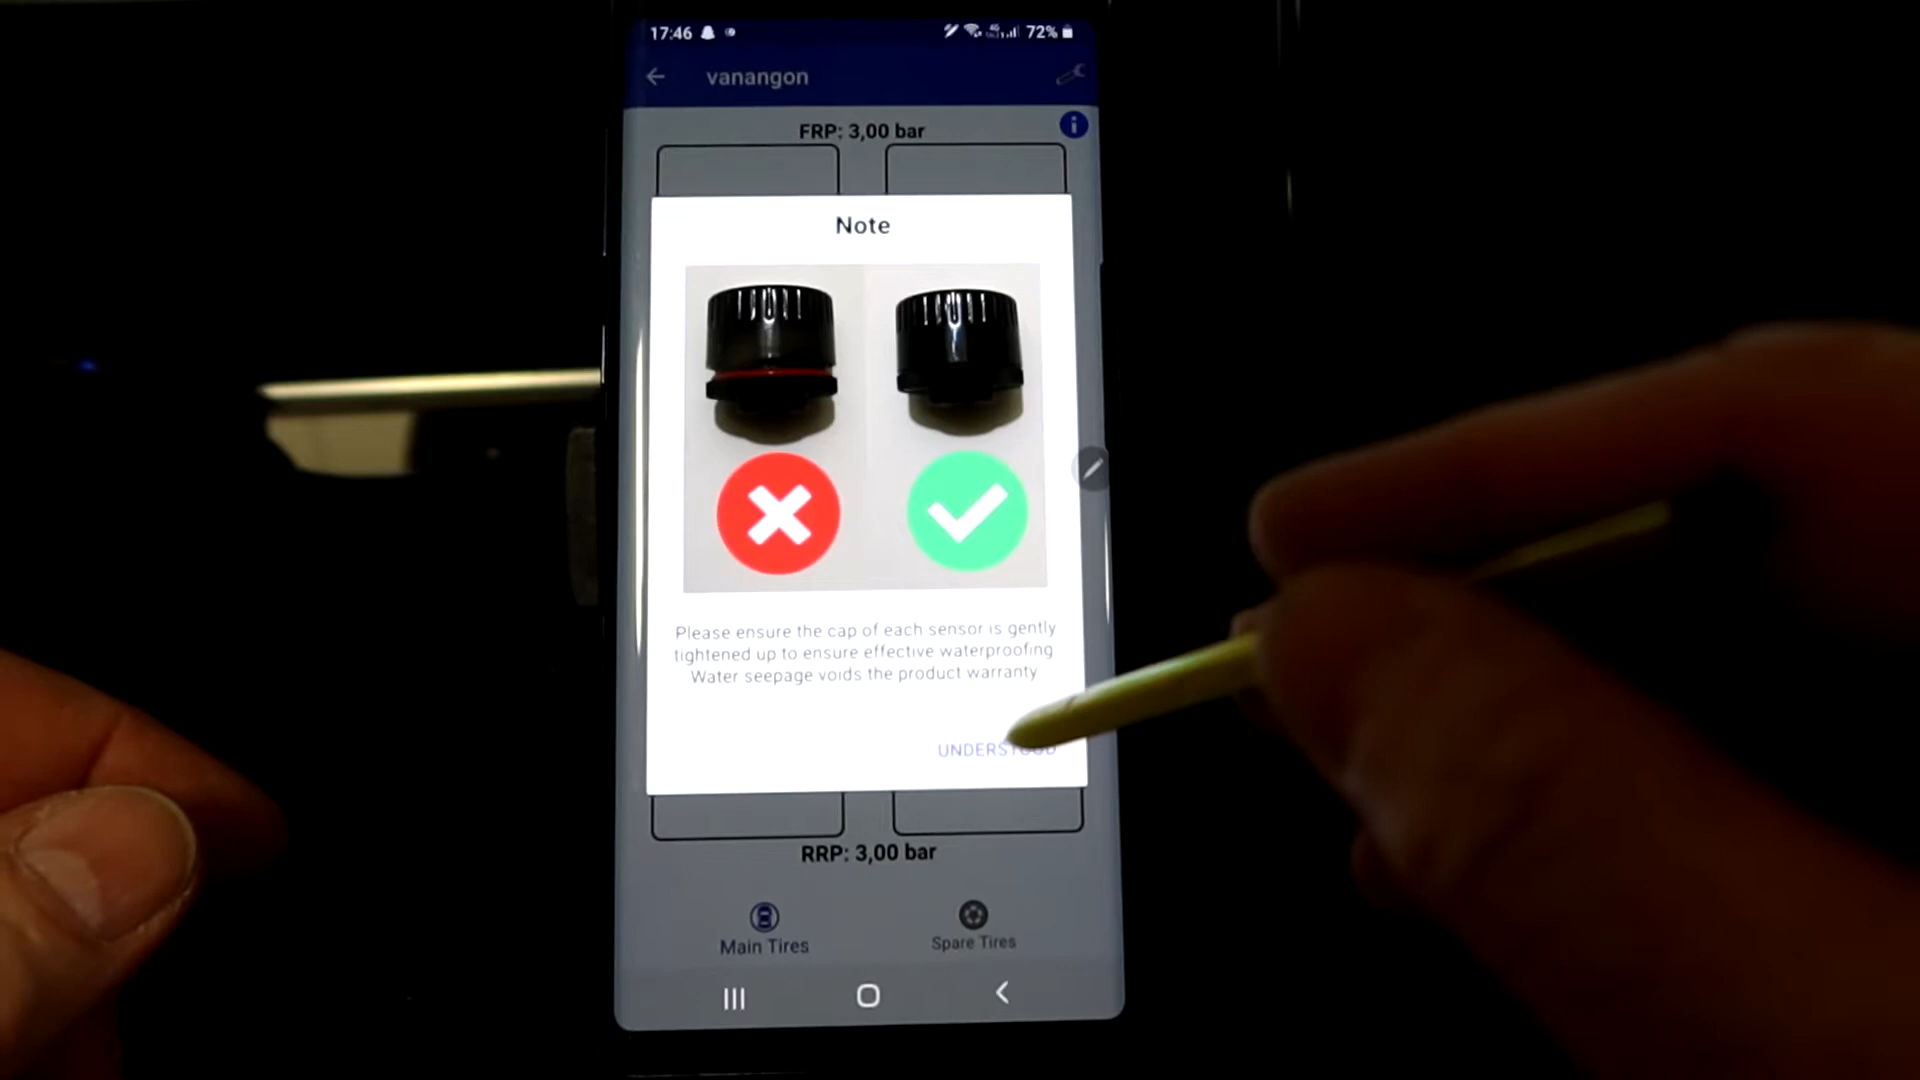 17:46
72%
vanangon
FRP: 3,00 bar
Note
Please ensure the cap of each sensor is gently
tightened up to ensure effective waterproofing
Water seepage voids the product warranty
UNDERSTOOD
RRP: 3,00 bar
Main Tires
Spare Tires